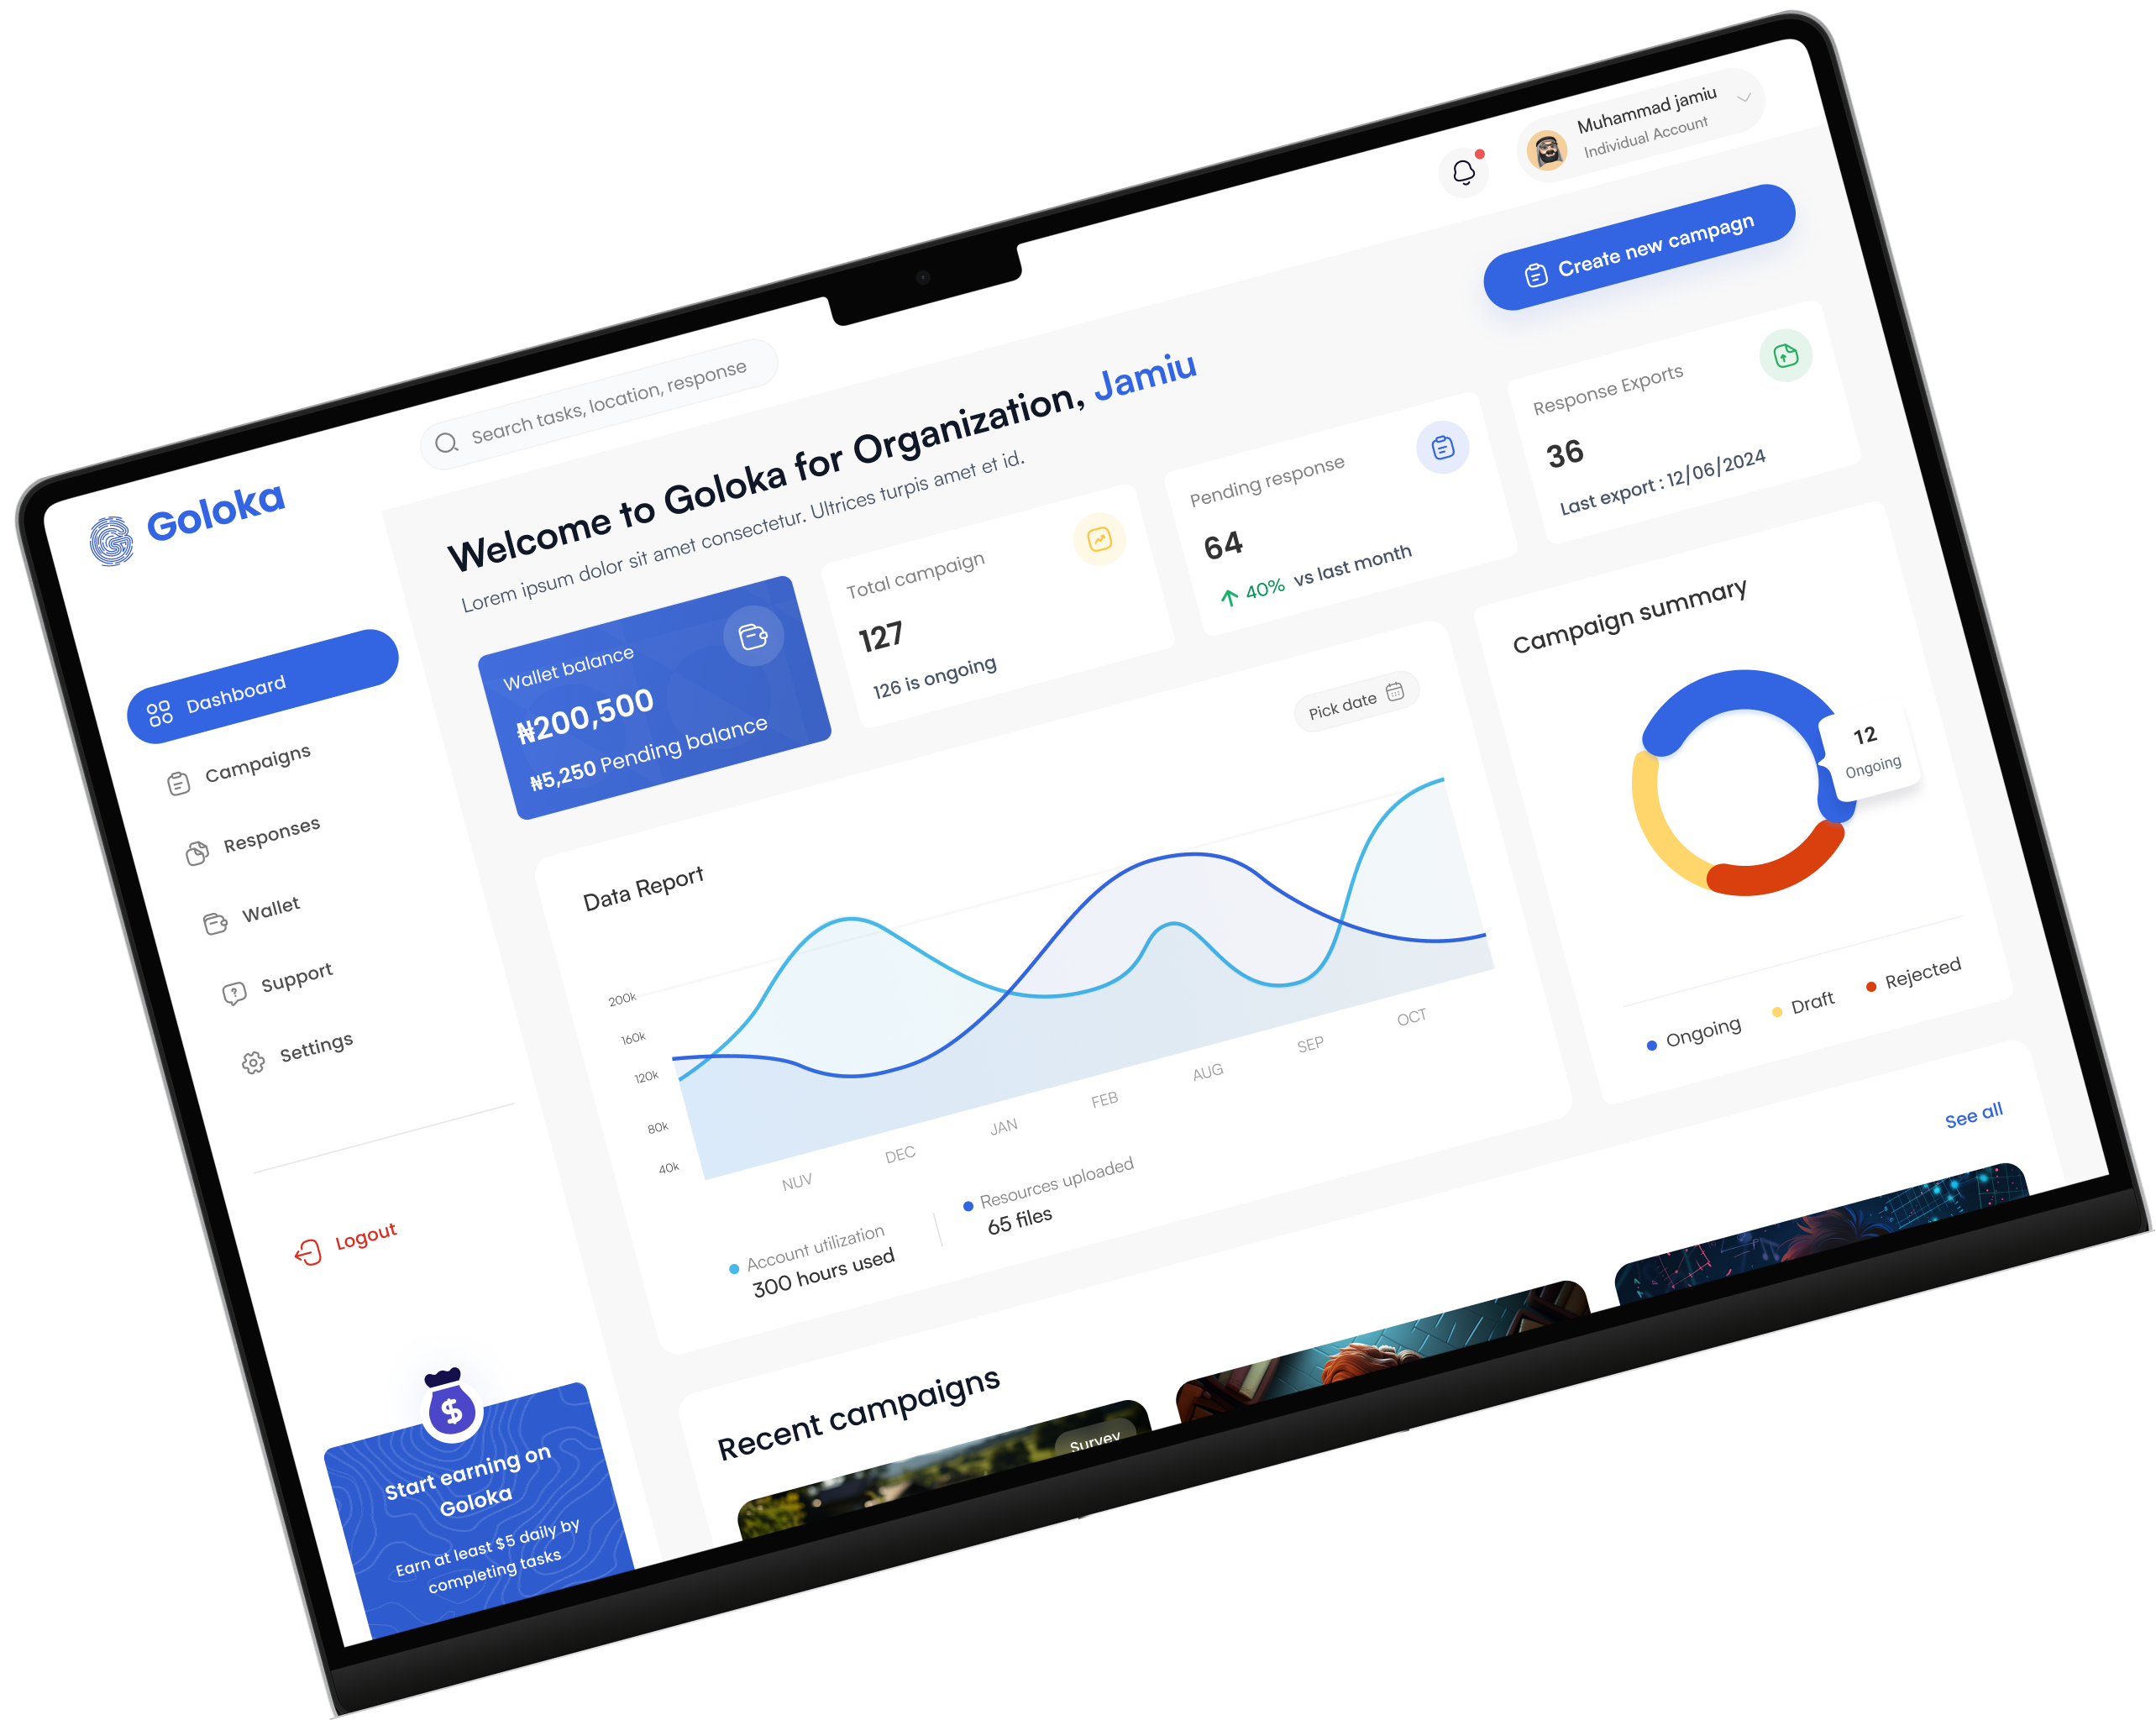 Muhammad jamiu
Individual Account
Search tasks, location, response
Goloka
Create new campagn
Welcome to Goloka for Organization, Jamiu
Lorem ipsum dolor sit amet consectetur. Ultrices turpis amet et id.
Dashboard
Campaigns
Responses
Wallet
Support
Settings
Logout
Start earning on
Goloka
Earn at least $5 daily by
completing tasks
Wallet balance
₦200,500
₦5,250 Pending balance
Total campaign
127
126 is ongoing
Pending response
64
40% vs last month
Response Exports
36
Last export : 12/06/2024
Data Report
Pick date
200k
160k
120k
80k
40k
NUV
DEC
JAN
FEB
AUG
SEP
OCT
Account utilization
300 hours used
Resources uploaded
65 files
Campaign summary
12
Ongoing
Ongoing
Draft
Rejected
Recent campaigns
See all
Survey